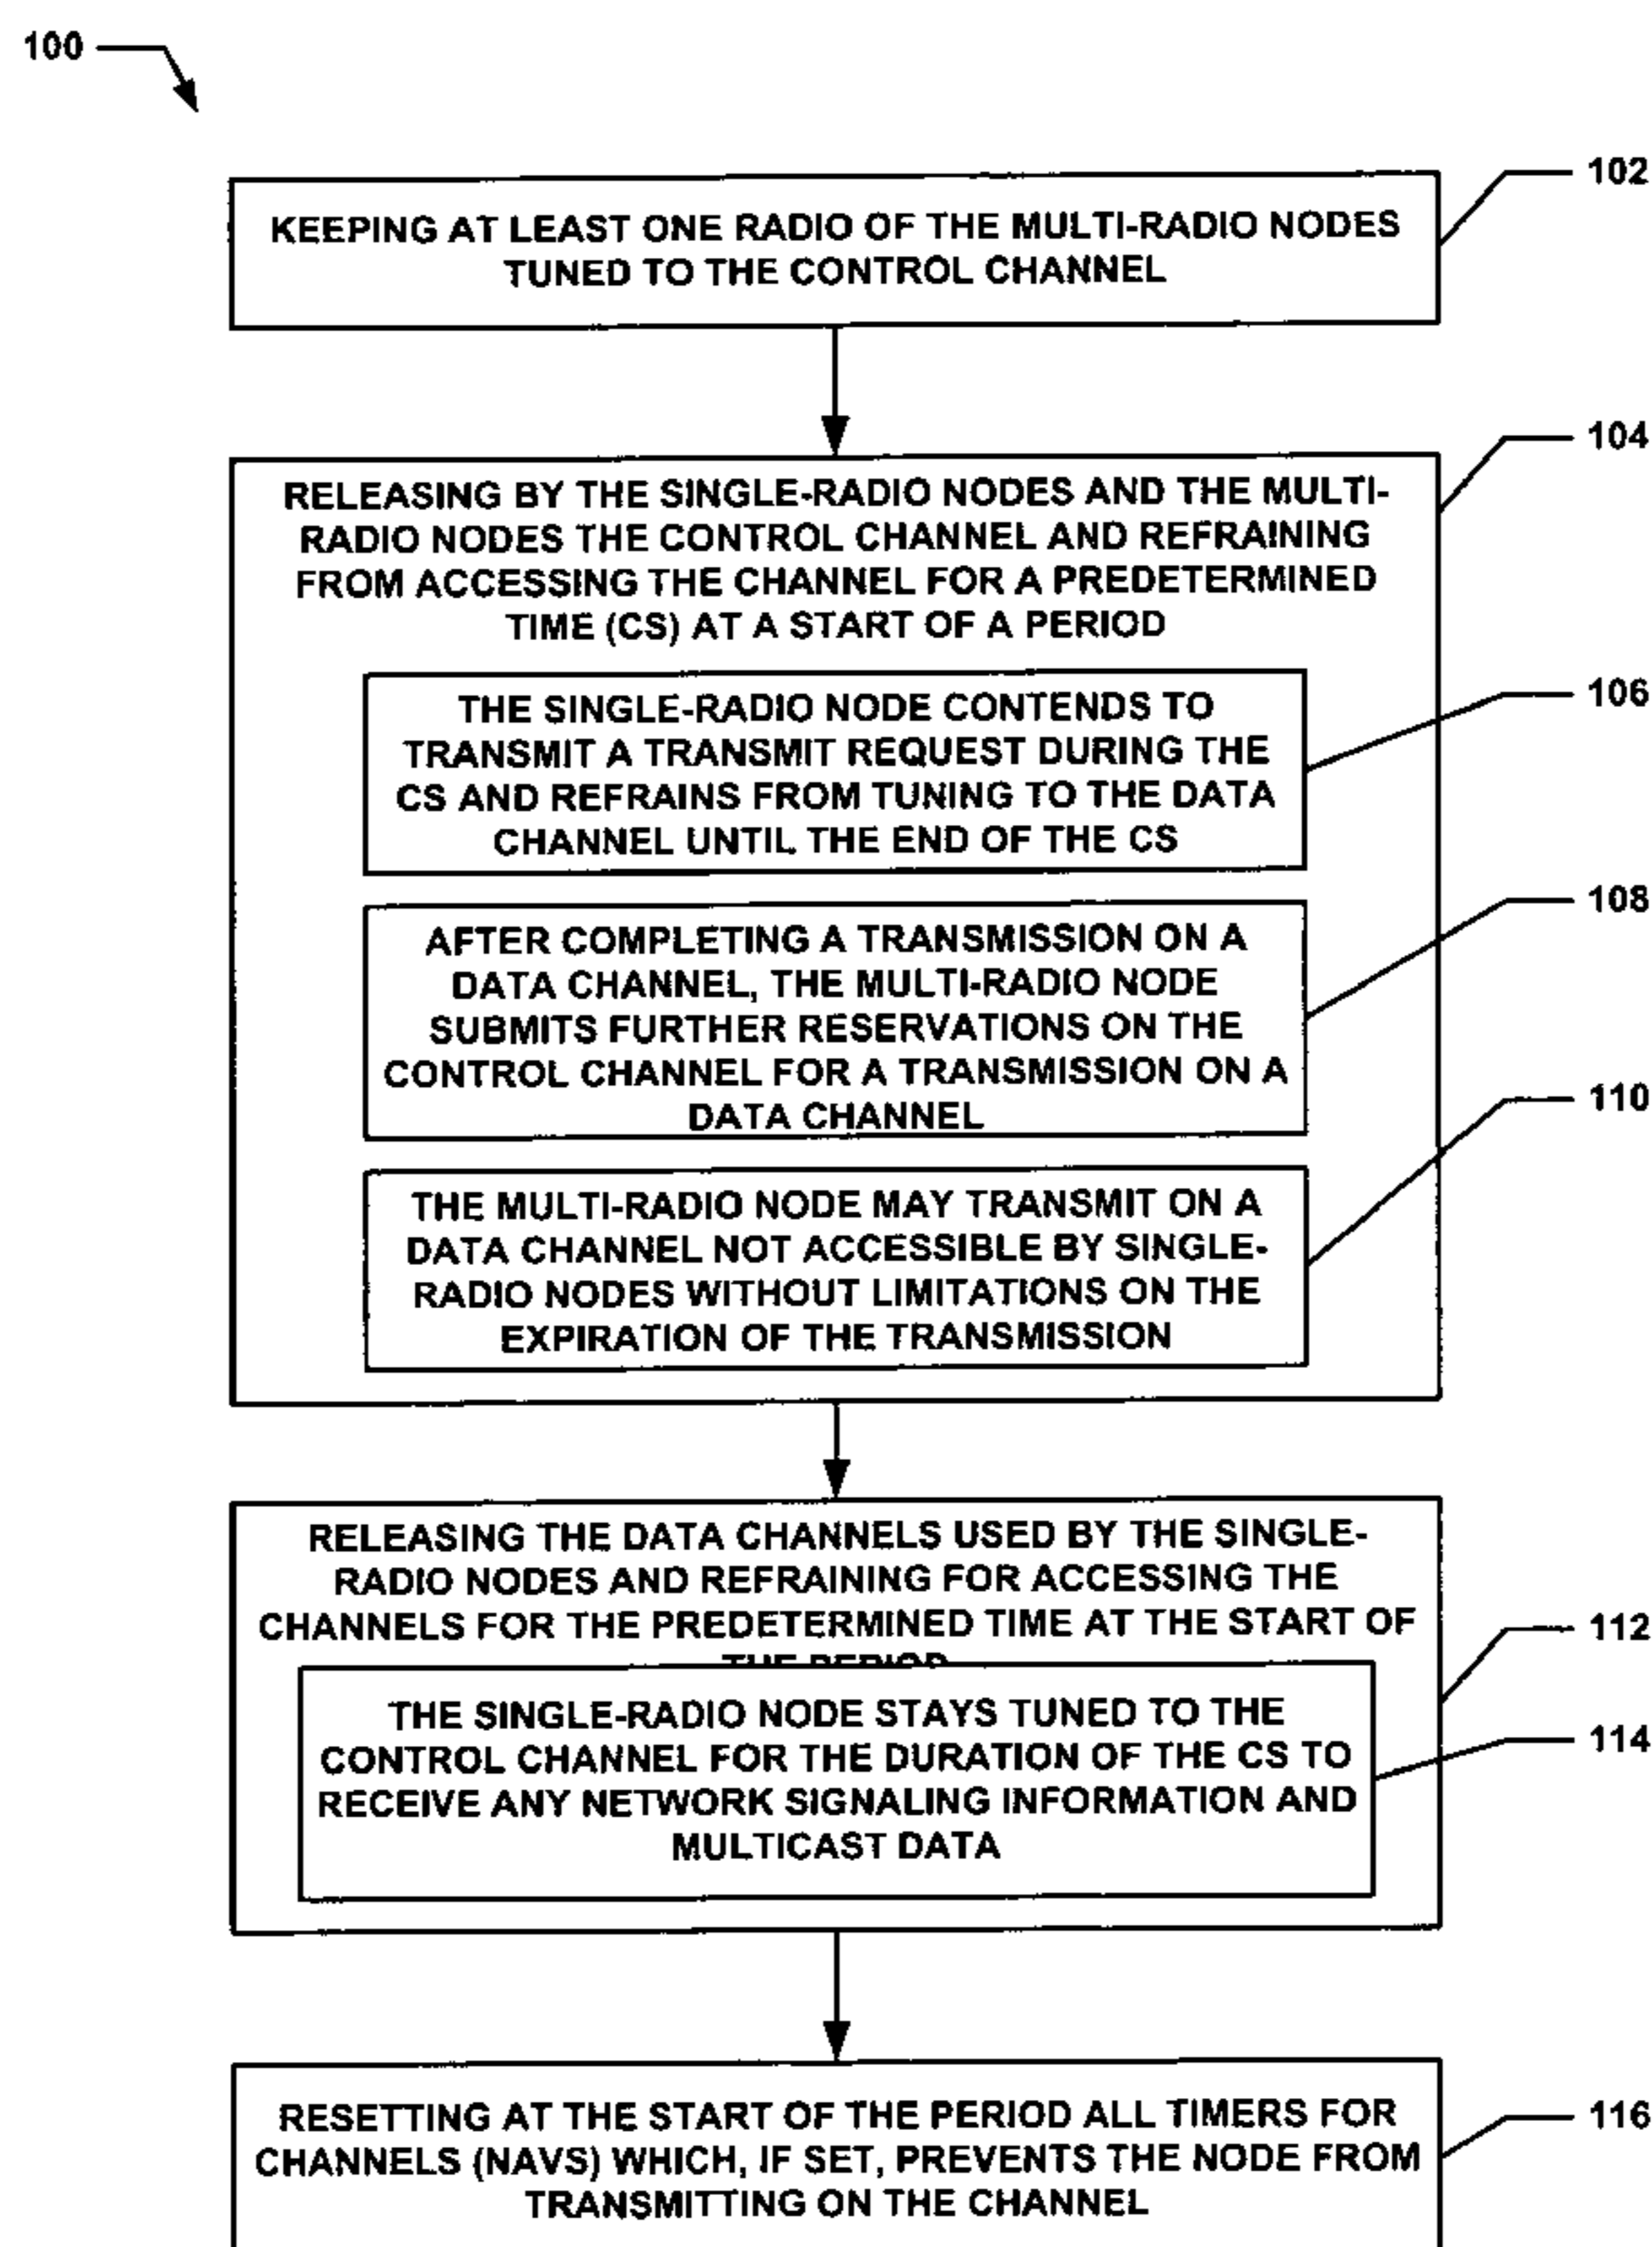 100
102
KEEPING AT LEAST ONE RADIO OF THE MULTI-RADIO NODES
TUNED TO THE CONTROL CHANNEL
104
RELEASING BY THE SINGLE-RADIO NODES AND THE MULTI-
RADIO NODES THE CONTROL CHANNEL AND REFRAINING
FROM ACCESSING THE CHANNEL FOR A PREDETERMINED
TIME (CS) AT A START OF A PERIOD
106
THE SINGLE-RADIO NODE CONTENDS TO
TRANSMIT A TRANSMIT REQUEST DURING THE
CS AND REFRAINS FROM TUNING TO THE DATA
CHANNEL UNTIL THE END OF THE CS
108
AFTER COMPLETING A TRANSMISSION ON A
DATA CHANNEL, THE MULTI-RADIO NODE
SUBMITS FURTHER RESERVATIONS ON THE
CONTROL CHANNEL FOR A TRANSMISSION ON A
DATA CHANNEL
110
THE MULTI-RADIO NODE MAY TRANSMIT ON A
DATA CHANNEL NOT ACCESSIBLE BY SINGLE-
RADIO NODES WITHOUT LIMITATIONS ON THE
EXPIRATION OF THE TRANSMISSION
RELEASING THE DATA CHANNELS USED BY THE SINGLE-
RADIO NODES AND REFRAINING FOR ACCESSING THE
CHANNELS FOR THE PREDETERMINED TIME AT THE START OF
THE PERIOD
112
114
THE SINGLE-RADIO NODE STAYS TUNED TO THE
CONTROL CHANNEL FOR THE DURATION OF THE CS TO
RECEIVE ANY NETWORK SIGNALING INFORMATION AND
MULTICAST DATA
116
RESETTING AT THE START OF THE PERIOD ALL TIMERS FOR
CHANNELS (NAVS) WHICH, IF SET, PREVENTS THE NODE FROM
TRANSMITTING ON THE CHANNEL